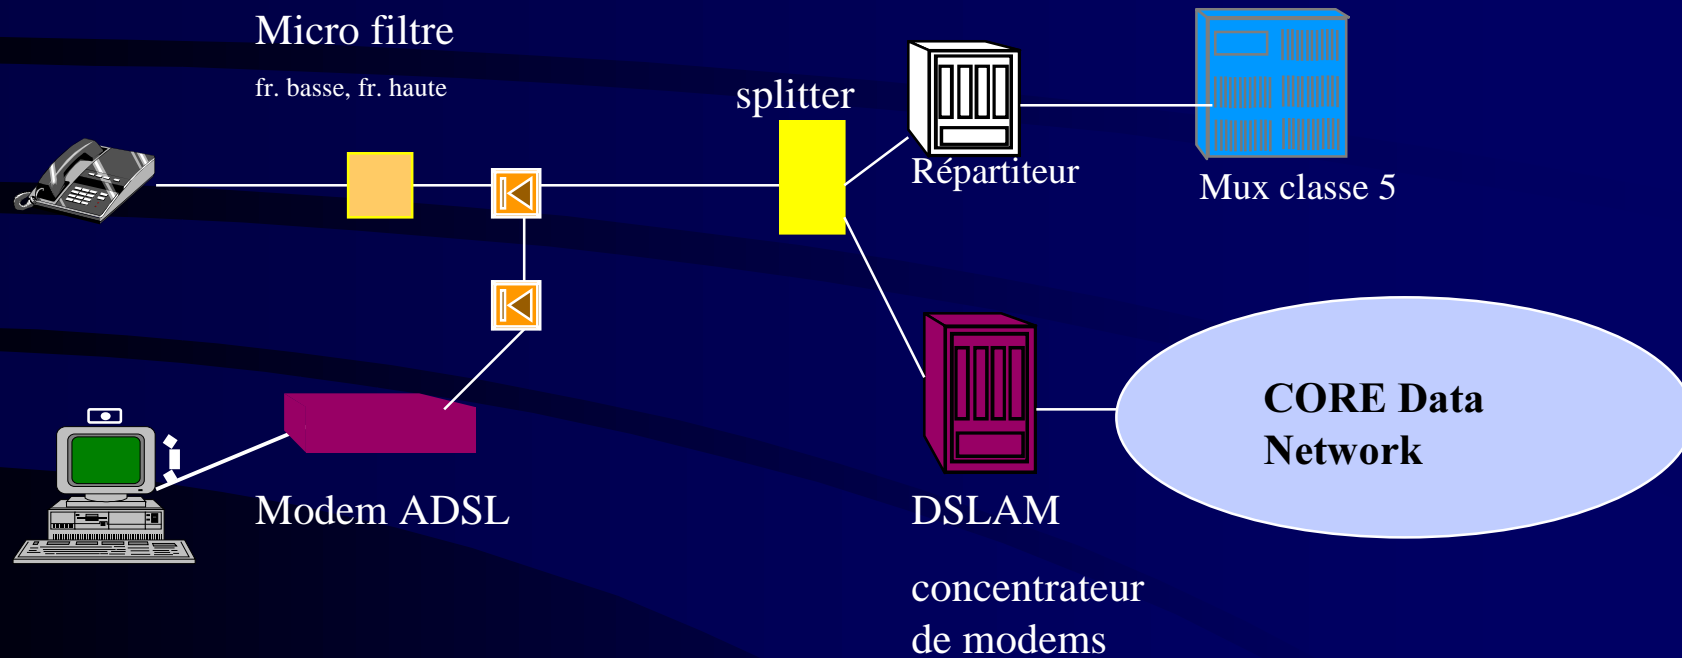 Micro filtre
fr. basse, fr. haute
splitter
Répartiteur
Mux classe 5
CORE Data
Network
Modem ADSL
DSLAM
concentrateur
de modems